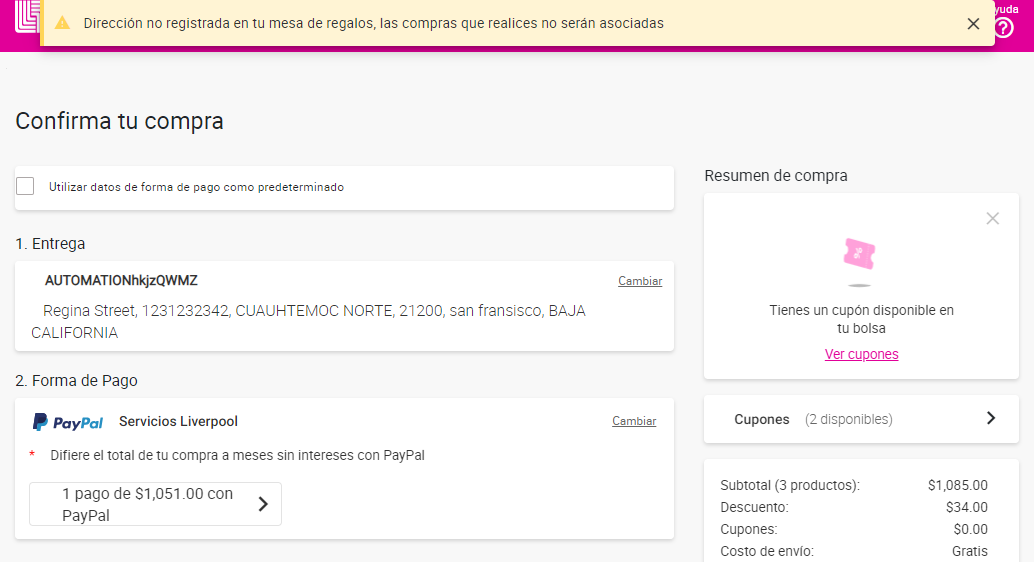 Dirección no registrada en tu mesa de regalos, las compras que realices no serán asociadas
yuda
Confirma tu compra
Utilizar datos de forma de pago como predeterminado
1. Entrega
AUTOMATIONhkjzQWMZ
Cambiar
Regina Street, 1231232342, CUAUHTEMOC NORTE, 21200, san fransisco, BAJA
CALIFORNIA
2. Forma de Pago
PayPal
Servicios Liverpool
Cambiar
* Difiere el total de tu compra a meses sin intereses con PayPal
1 pago de $1,051.00 con
PayPal
Resumen de compra
Tienes un cupón disponible en
tu bolsa
Ver cupones
Cupones (2 disponibles)
Subtotal (3 productos): $1,085.00
Descuento: $34.00
Cupones: $0.00
Costo de envío: Gratis